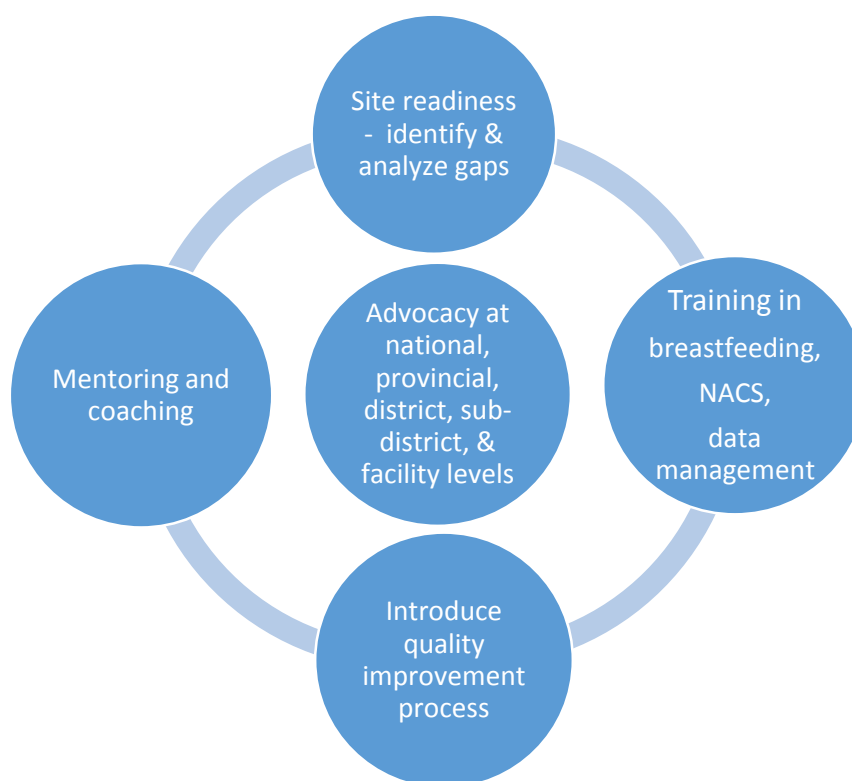 Site readiness
- identify &
analyze gaps
Training in
breastfeeding,
NACS,
data
management
Advocacy at
national,
provincial,
district, sub-
district, &
facility levels
Mentoring and
coaching
Introduce
quality
improvement
process